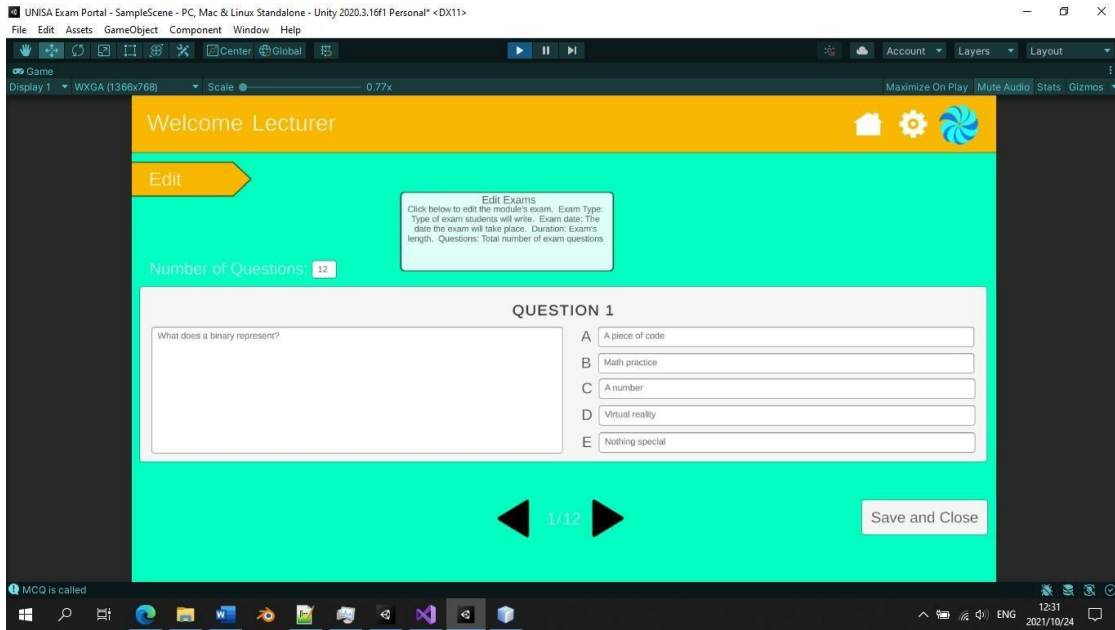 UNISA Exam Portal - SampleScene - PC, Mac & Linux Standalone - Unity 2020.3.16f1 Personal* <DX11>
File Edit Assets GameObject Component Window Help
Center Global Account Layers Layout
Game
Display 1 WXGA (1366x768) Scale 0.77x Maximize On Play Mute Audio Stats Gizmos
Welcome Lecturer
Edit
Edit Exams
Click below to edit the module's exam. Exam Type:
Type of exam students will write. Exam date: The
date the exam will take place. Duration: Exam's
length. Questions: Total number of exam questions
Number of Questions: 12
QUESTION 1
What does a binary represent?
A A piece of code
B Math practice
C A number
D Virtual reality
E Nothing special
1/12
Save and Close
MCQ is called
ENG
12:31
2021/10/24